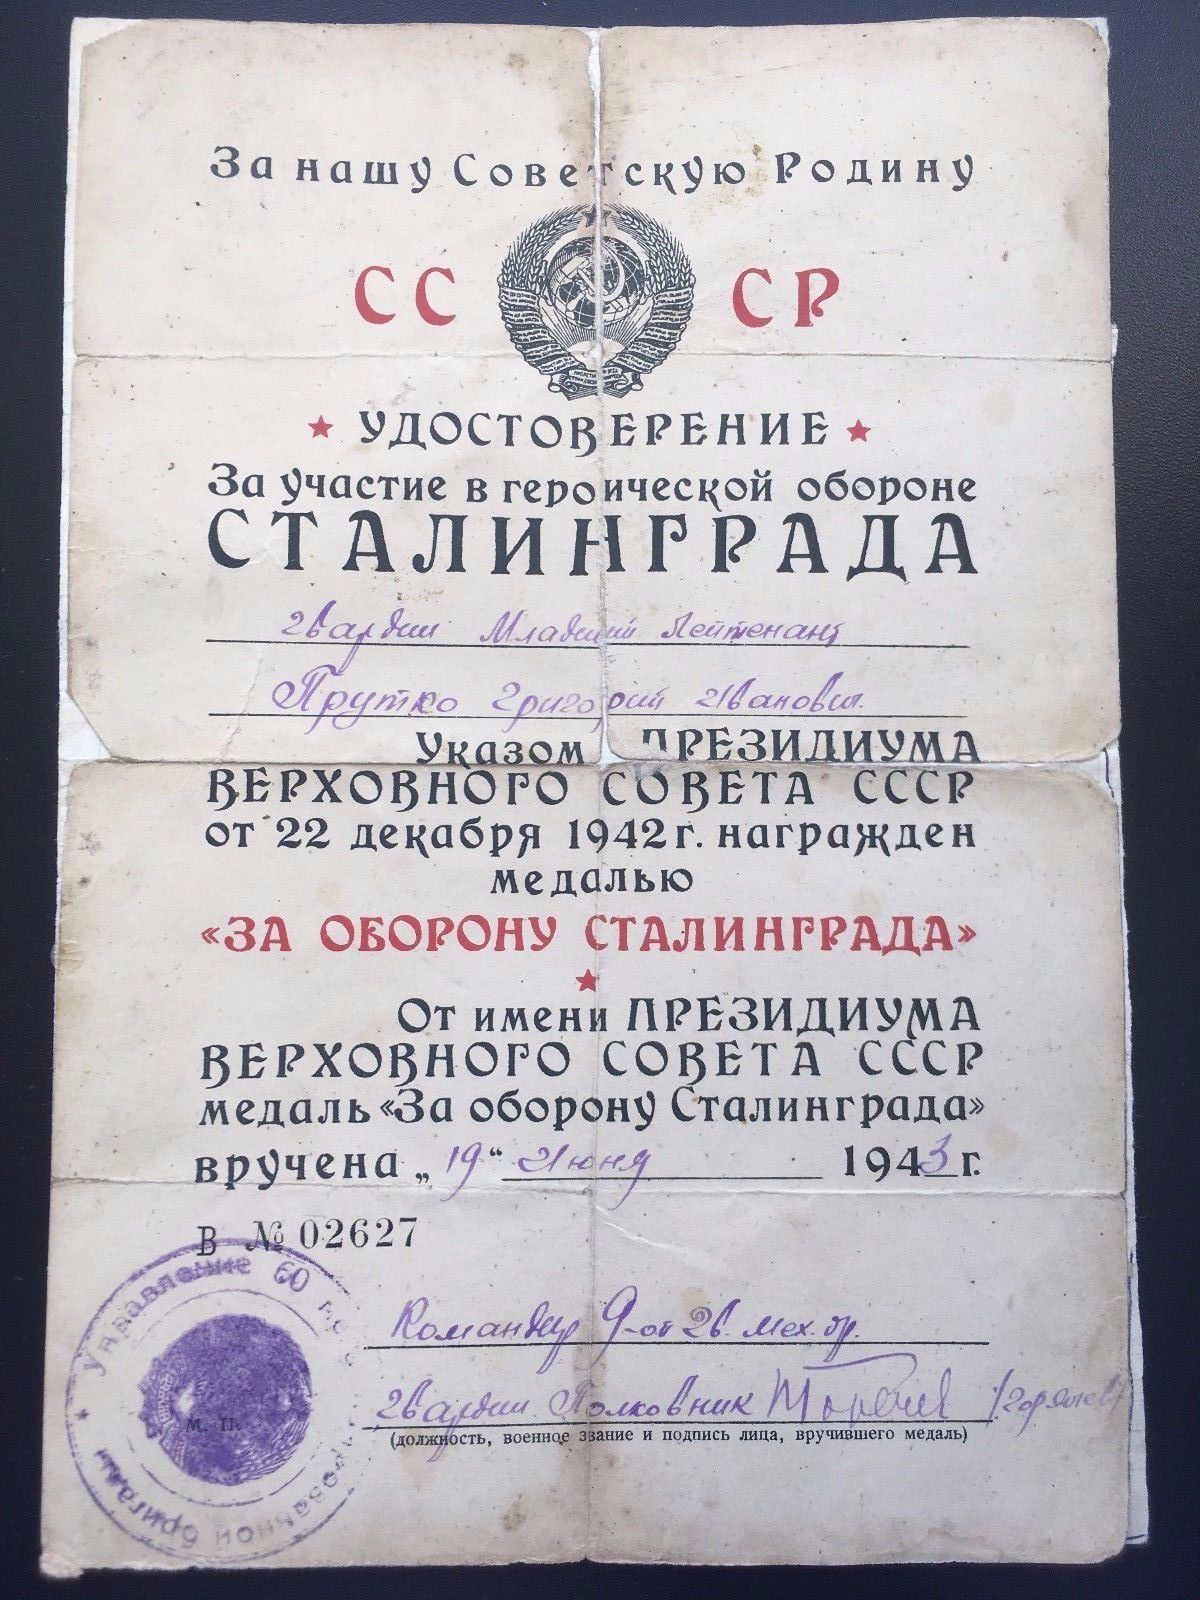 За нашу Советскую Родину
СС СР
УДОСТОВЕРЕНИЕ
За участие в героической обороне
СТАЛИНГРАДА
Гвардии Младший Лейтенант
Прутко Григорий Иванович.
Указом ПРЕЗИДИУМА
ВЕРХОВНОГО СОВЕТА СССР
от 22 декабря 1942 г. награжден
медалью
«ЗА ОБОРОНУ СТАЛИНГРАДА»
От имени ПРЕЗИДИУМА
ВЕРХОВНОГО СОВЕТА СССР
медаль «За оборону Сталинграда»
вручена „19“ Июня 1943 г.
В № 02627
Управление 60 бригады
М. П.
Командир 9-ой гв. мех. бр.
Гвардии Полковник
(должность, военное звание и подпись лица, вручившего медаль)